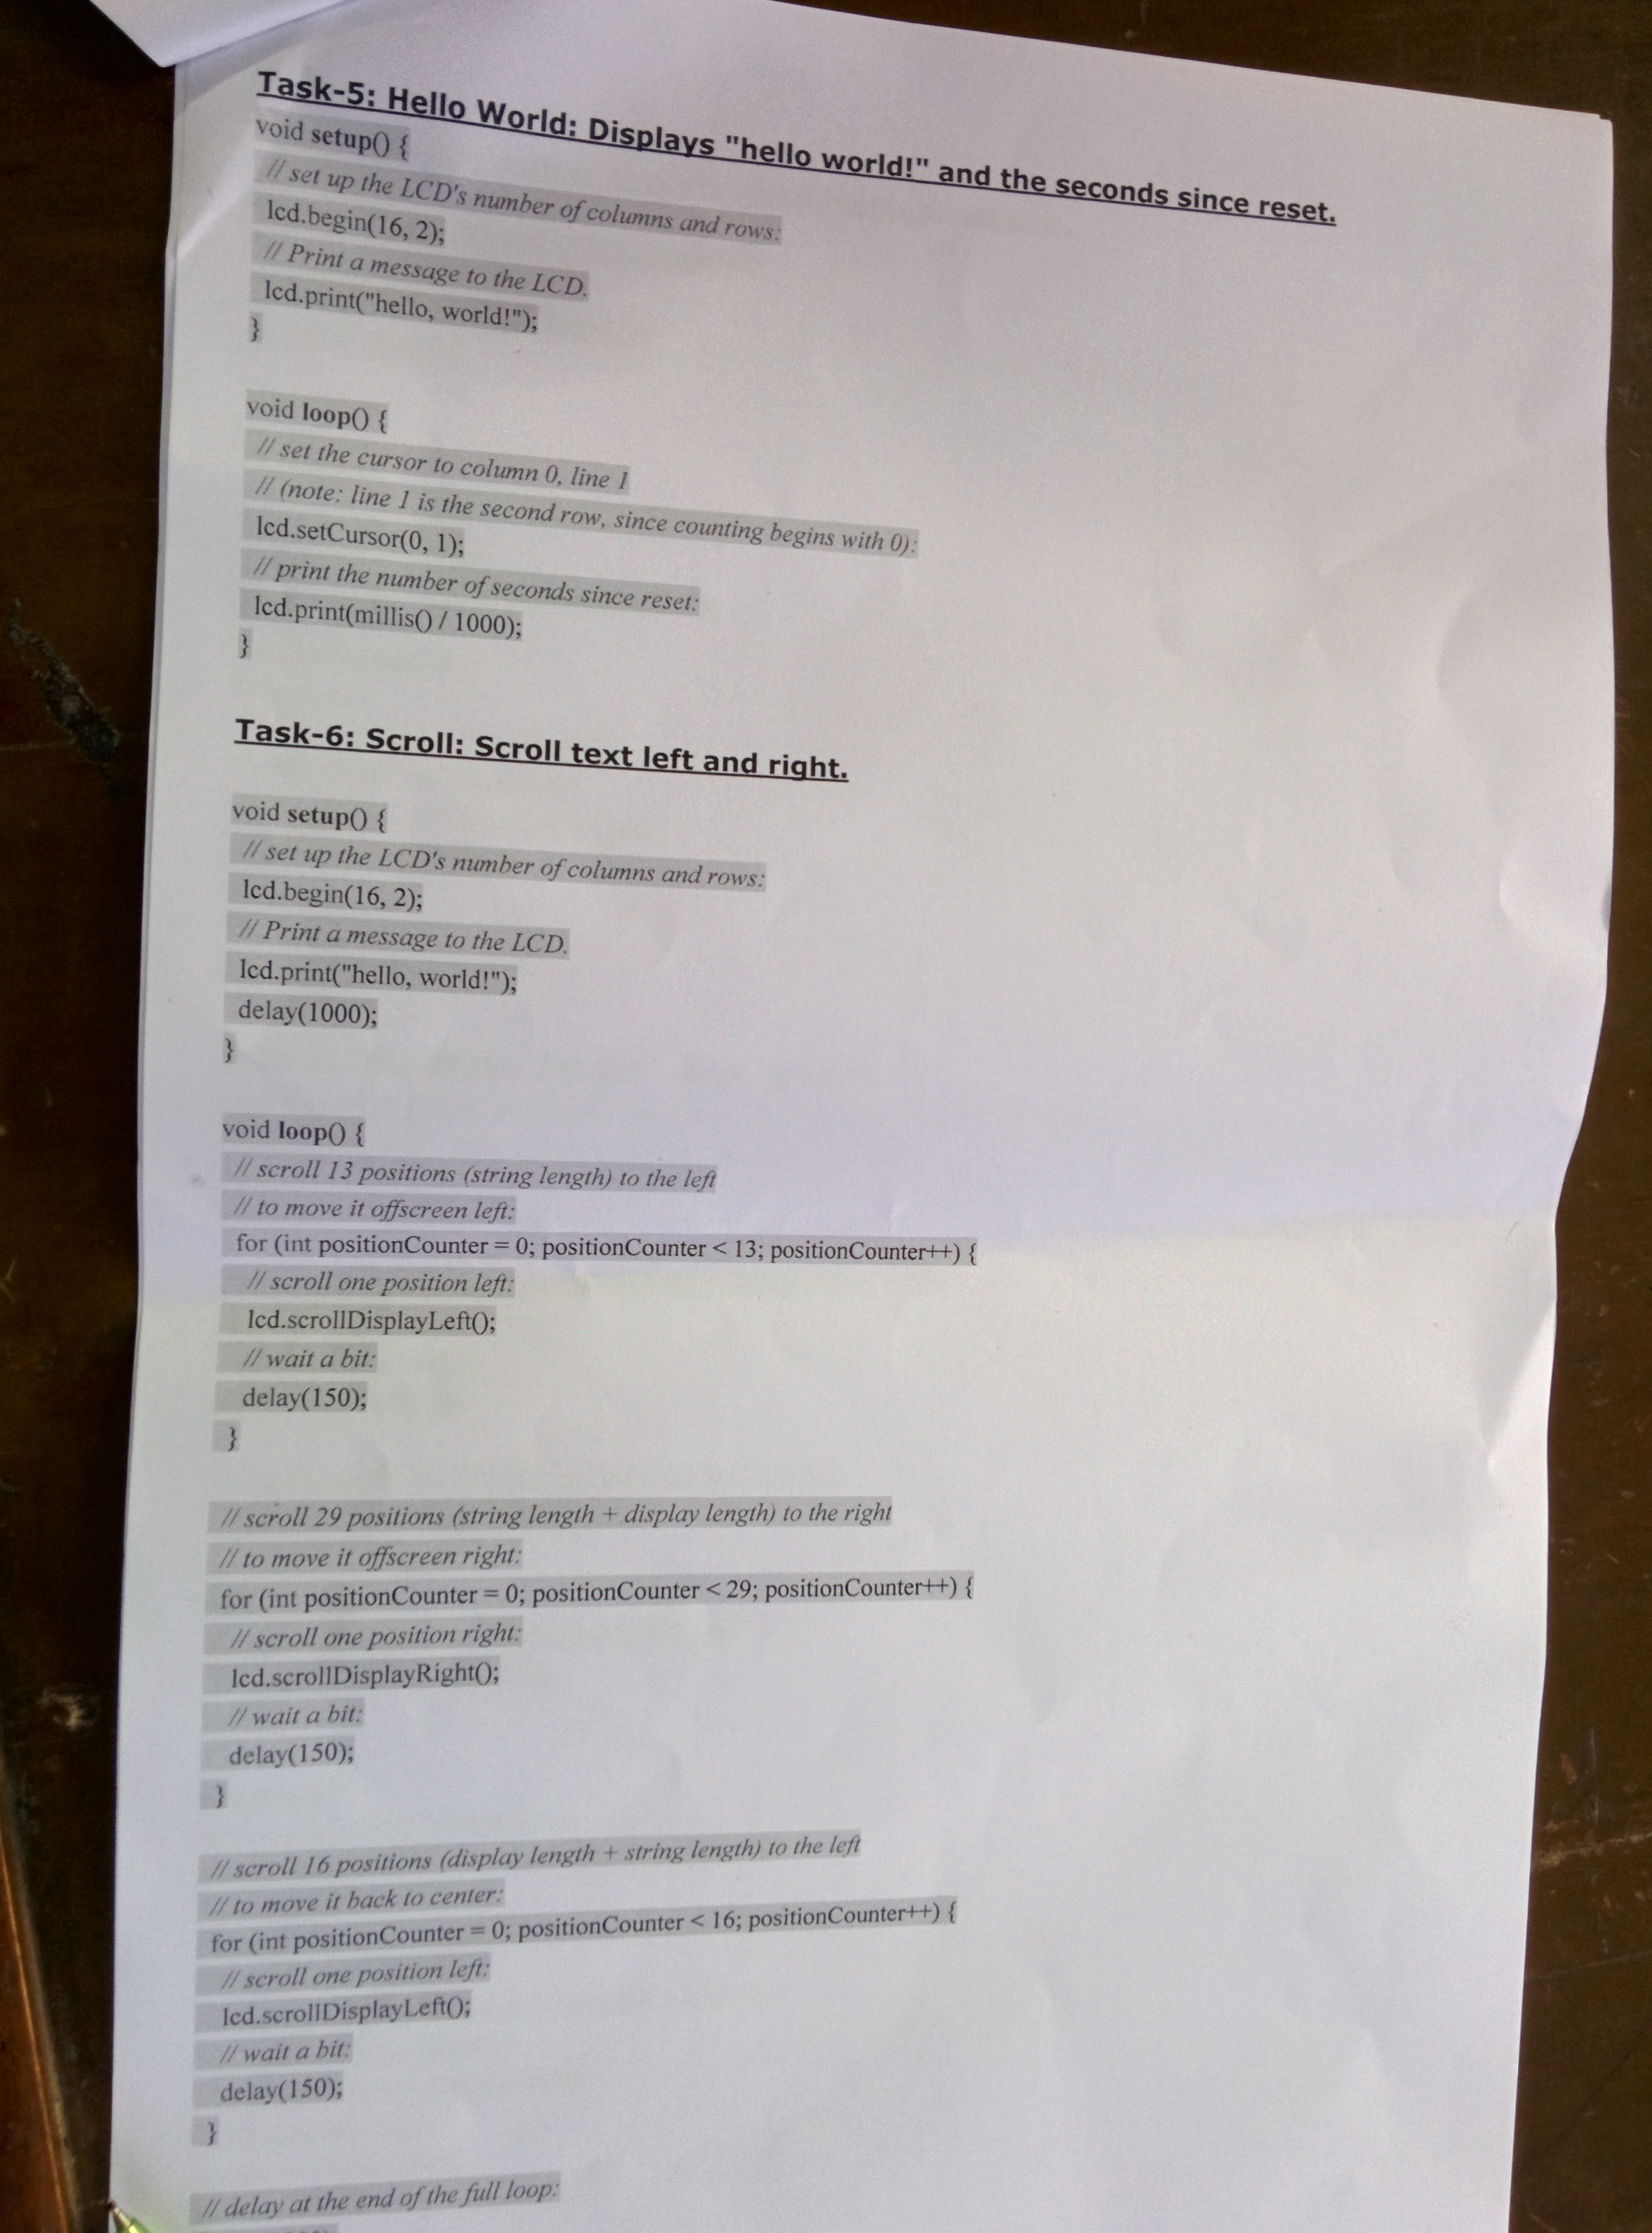 Task-5: Hello World: Displays "hello world!" and the seconds since reset.
void setup() {
// set up the LCD's number of columns and rows:
lcd.begin(16, 2);
// Print a message to the LCD.
lcd.print("hello, world!");
}
void loop() {
// set the cursor to column 0, line 1
// (note: line 1 is the second row, since counting begins with 0):
lcd.setCursor(0, 1);
// print the number of seconds since reset:
lcd.print(millis() / 1000);
}
Task-6: Scroll: Scroll text left and right.
void setup() {
// set up the LCD's number of columns and rows:
lcd.begin(16, 2);
// Print a message to the LCD.
lcd.print("hello, world!");
delay(1000);
}
void loop() {
// scroll 13 positions (string length) to the left
// to move it offscreen left:
for (int positionCounter = 0; positionCounter < 13; positionCounter++) {
// scroll one position left:
lcd.scrollDisplayLeft();
// wait a bit:
delay(150);
}
// scroll 29 positions (string length + display length) to the right
// to move it offscreen right:
for (int positionCounter = 0; positionCounter < 29; positionCounter++) {
// scroll one position right:
lcd.scrollDisplayRight();
// wait a bit:
delay(150);
}
// scroll 16 positions (display length + string length) to the left
// to move it back to center:
for (int positionCounter = 0; positionCounter < 16; positionCounter++) {
// scroll one position left:
lcd.scrollDisplayLeft();
// wait a bit:
delay(150);
}
// delay at the end of the full loop: